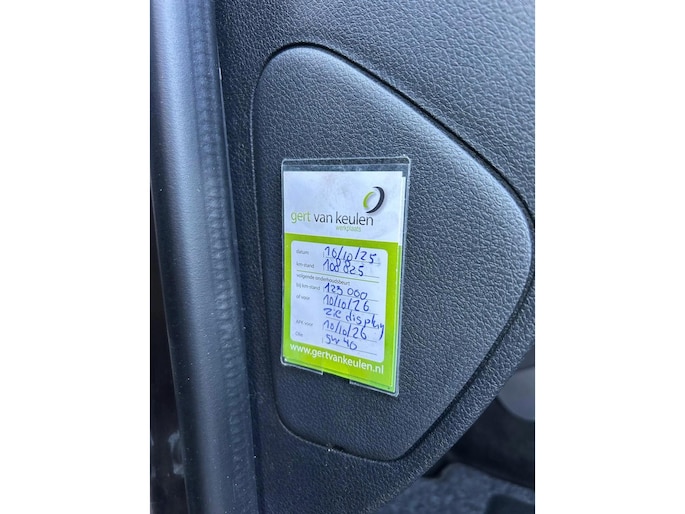 gert van keulen
werkplaats
datum: 10/10/25
km-stand: 108825
volgende onderhoudsbeurt
bij km-stand: 123000
of voor: 10/10/26
zie display
APK voor: 10/10/26
Olie: 5w40
www.gertvankeulen.nl